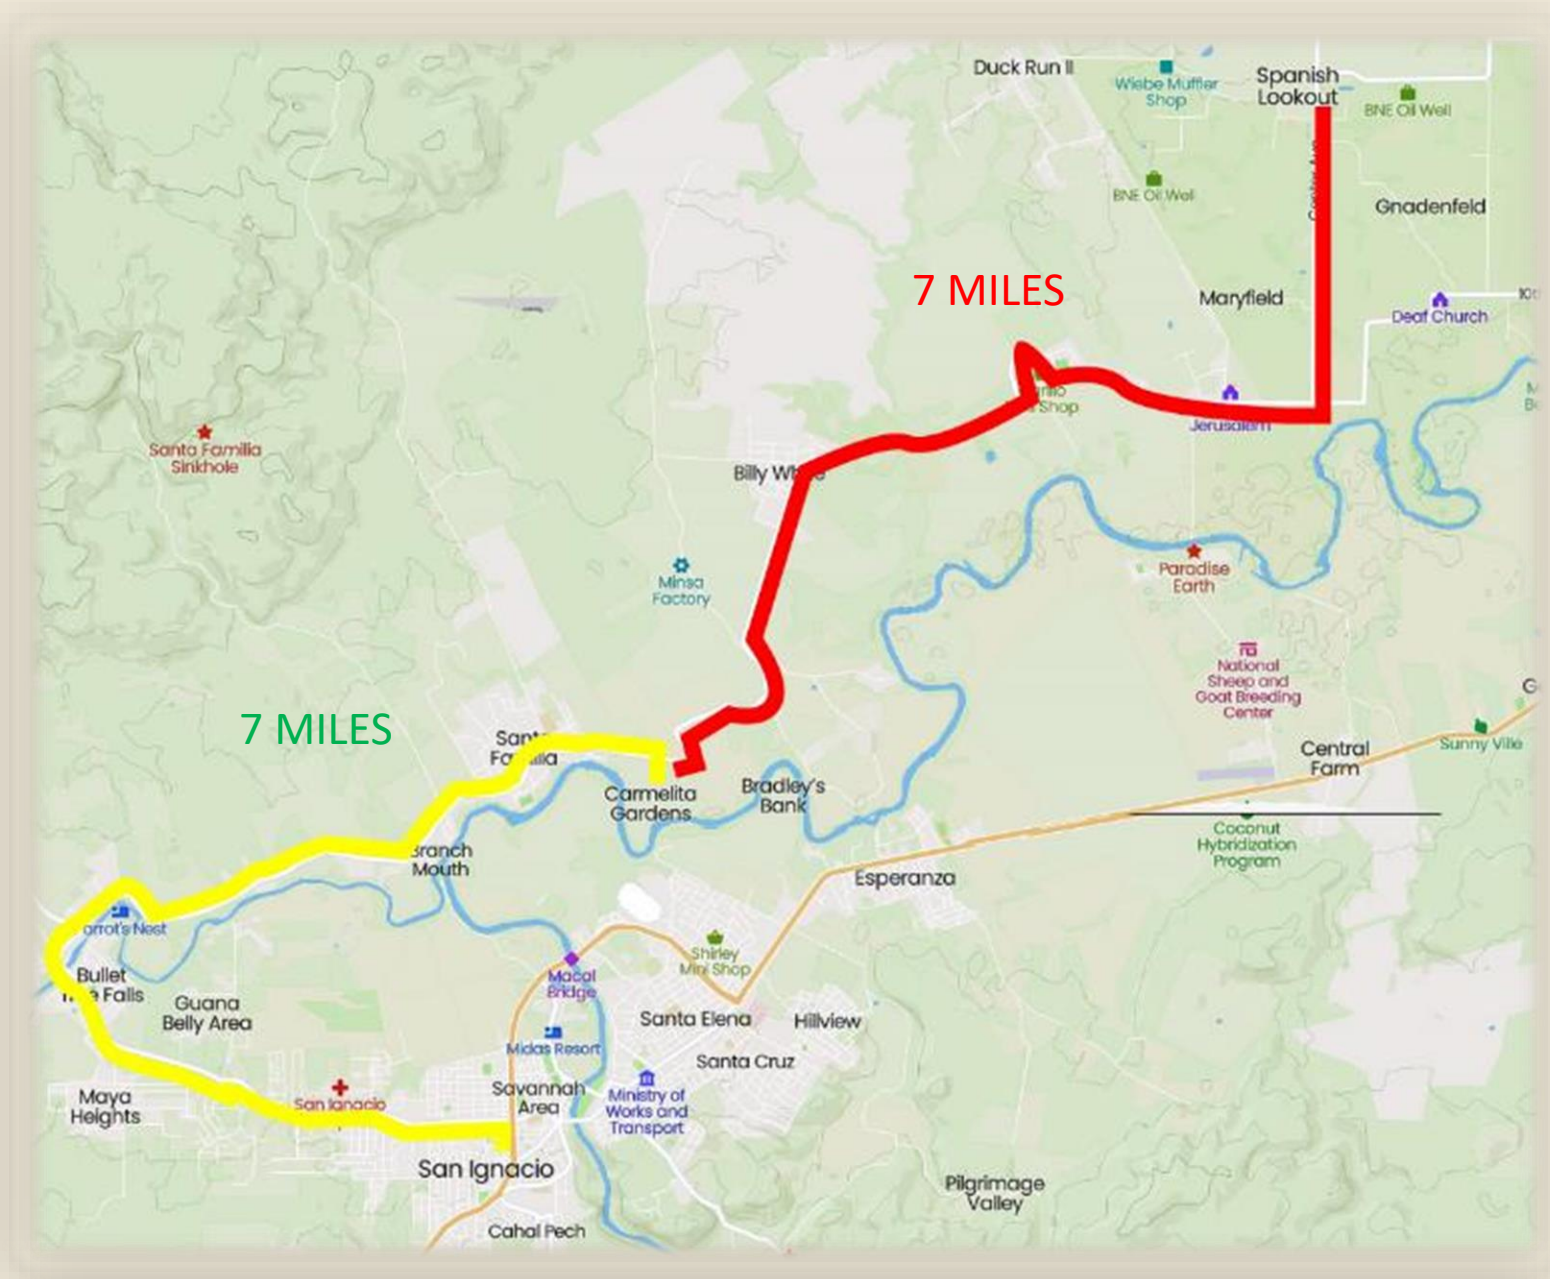 Duck Run II
Wiebe Muffler
Shop
Spanish
Lookout
BNE Oil Well
BNE Oil Well
Gnadenfeld
7 MILES
Maryfield
Deaf Church
Shop
Jerusalem
Santa Familia
Sinkhole
Billy
Minsa
Factory
Paradise
Earth
National
Sheep and
Goat Breeding
Center
7 MILES
Sunny Ville
Central
Farm
Carmelita
Gardens
Bradley's
Bank
Coconut
Hybridization
Program
Branch
Mouth
Esperanza
Shirley
Mini Shop
Macal
Bridge
Bullet
Falls
Guana
Belly Area
Santa Elena
Hillview
Midas Resort
Santa Cruz
Maya
Heights
San Ignacio
Savannah
Area
Ministry of
Works and
Transport
San Ignacio
Pilgrimage
Valley
Cahal Pech